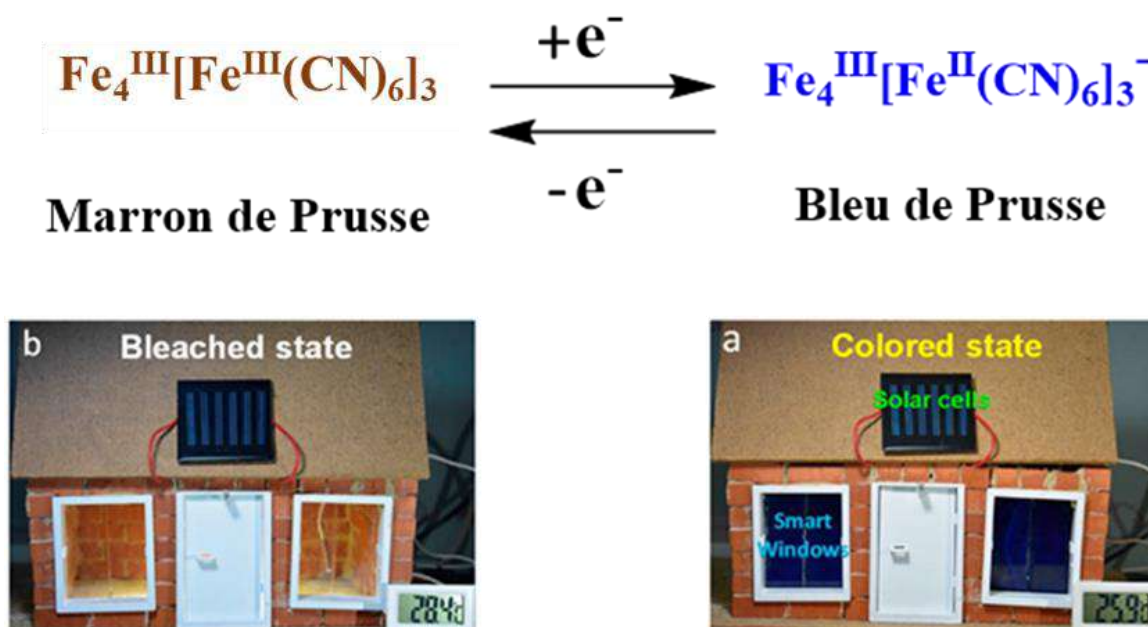 +e⁻
Fe₄ᴵᴵᴵ[Feᴵᴵᴵ(CN)₆]₃
Fe₄ᴵᴵᴵ[Feᴵᴵ(CN)₆]₃⁻
-e⁻
Marron de Prusse
Bleu de Prusse
b
Bleached state
a
Colored state
Solar cells
Smart
Windows
28.4
25.9